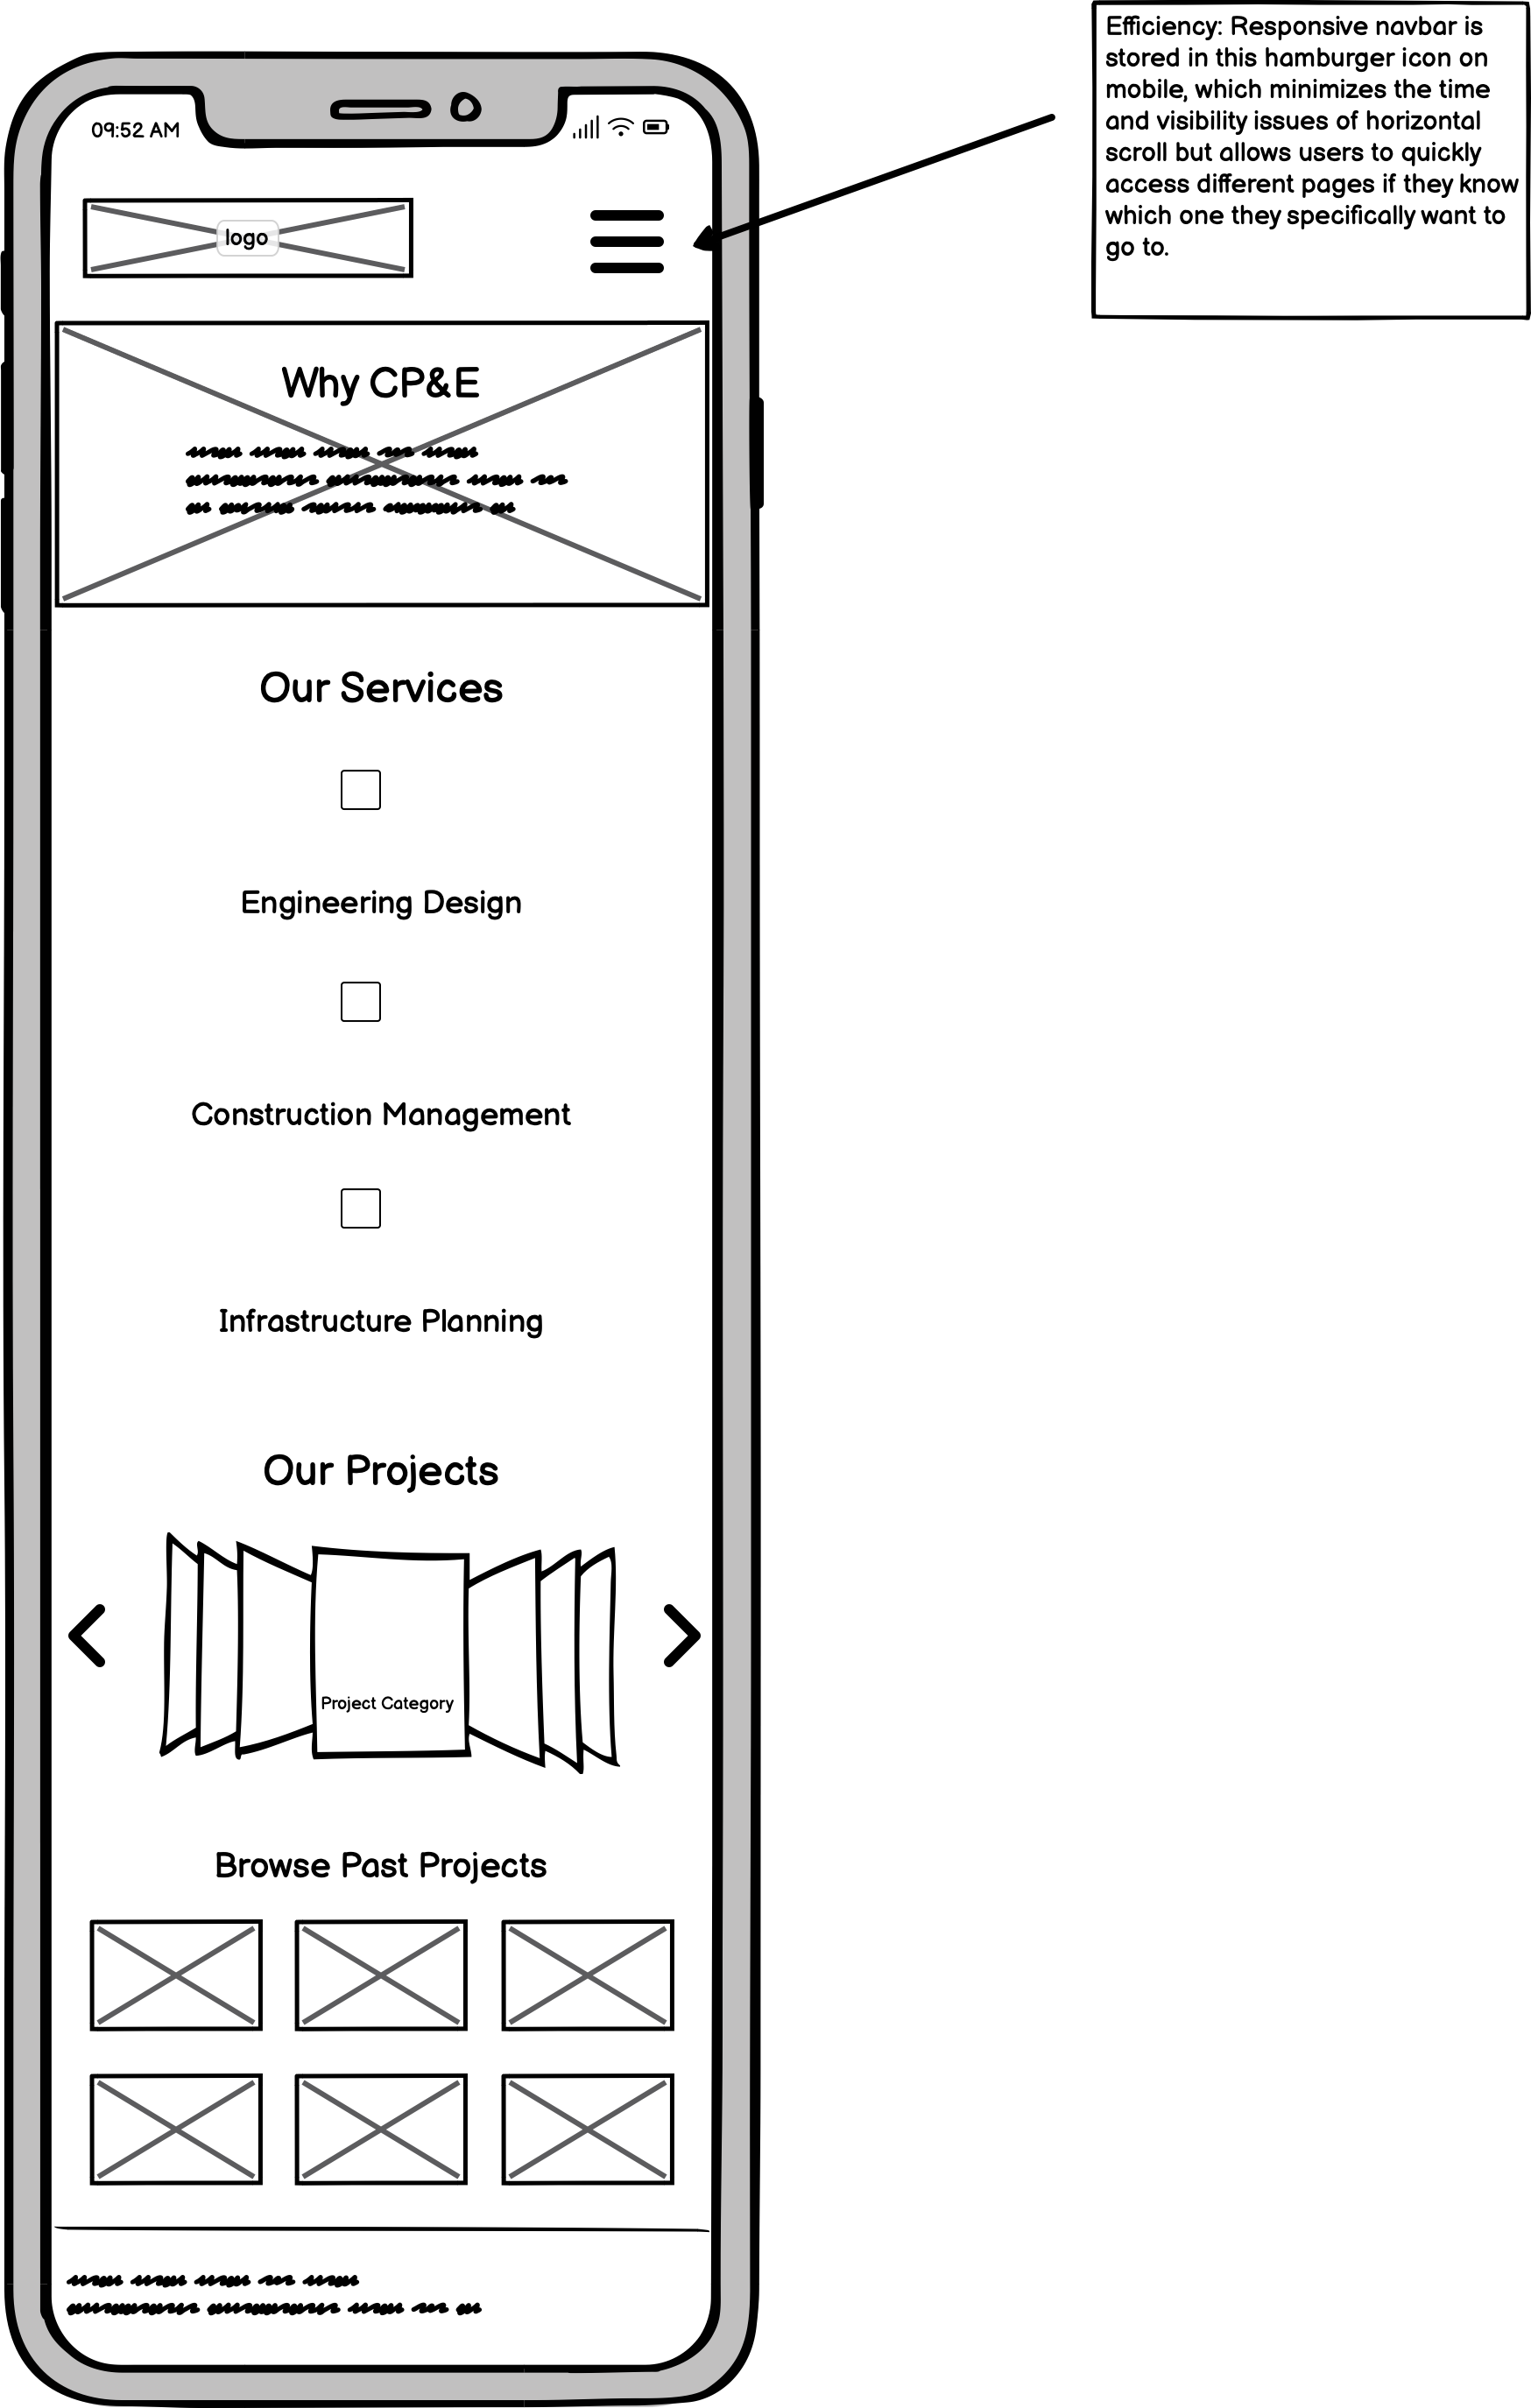 Efficiency: Responsive navbar is
stored in this hamburger icon on
mobile, which minimizes the time
and visibility issues of horizontal
scroll but allows users to quickly
access different pages if they know
which one they specifically want to
go to.
09:52 AM
logo
Why CP&E
Our Services
Engineering Design
Construction Management
Infrastructure Planning
Our Projects
Project Category
Browse Past Projects